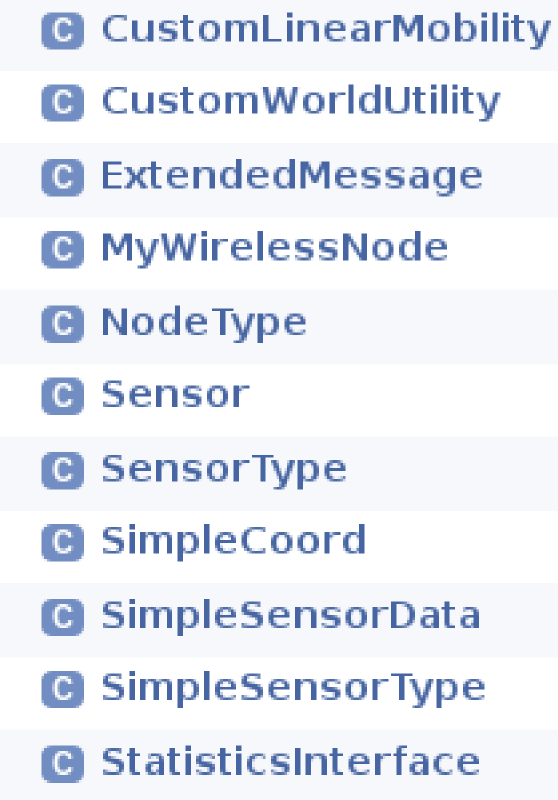 C CustomLinearMobility
C CustomWorldUtility
C ExtendedMessage
C MyWirelessNode
C NodeType
C Sensor
C SensorType
C SimpleCoord
C SimpleSensorData
C SimpleSensorType
C StatisticsInterface